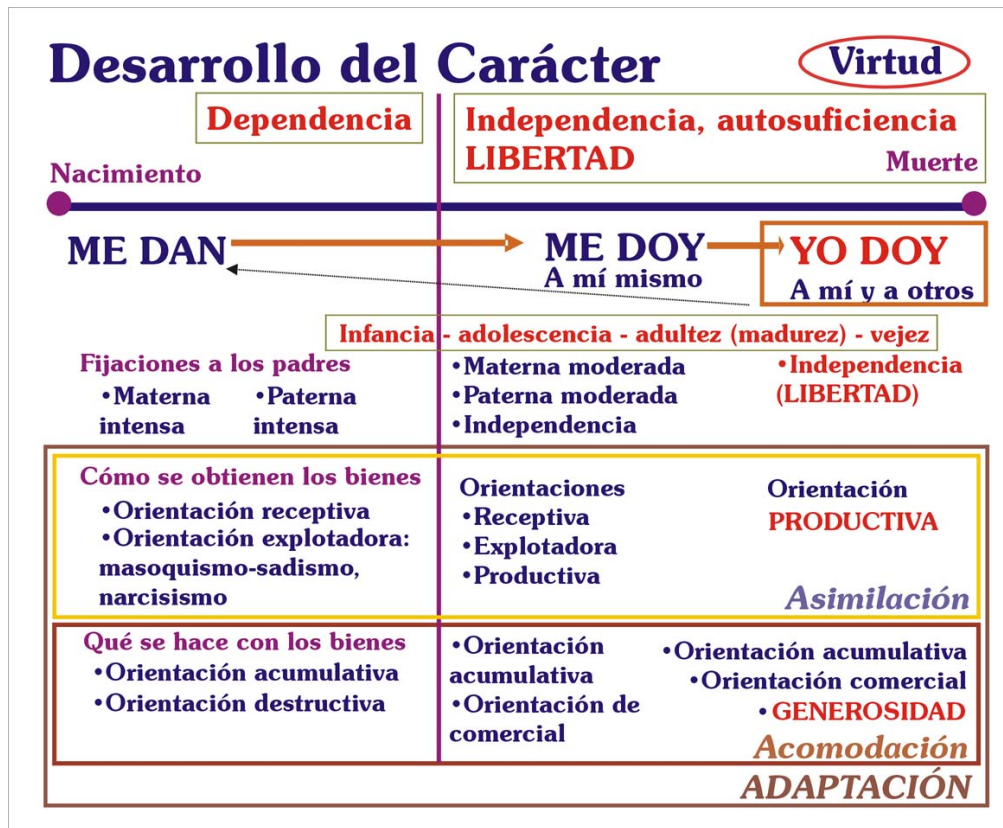 Desarrollo del Carácter
Virtud
Dependencia
Independencia, autosuficiencia
LIBERTAD
Nacimiento
Muerte
ME DAN
ME DOY
A mí mismo
YO DOY
A mí y a otros
Infancia - adolescencia - adultez (madurez) - vejez
Fijaciones a los padres
•Materna
intensa
•Paterna
intensa
•Materna moderada
•Paterna moderada
•Independencia
•Independencia
(LIBERTAD)
Cómo se obtienen los bienes
•Orientación receptiva
•Orientación explotadora:
masoquismo-sadismo,
narcisismo
Orientaciones
•Receptiva
•Explotadora
•Productiva
Orientación
PRODUCTIVA
Asimilación
Qué se hace con los bienes
•Orientación acumulativa
•Orientación destructiva
•Orientación
acumulativa
•Orientación de
comercial
•Orientación acumulativa
•Orientación comercial
•GENEROSIDAD
Acomodación
ADAPTACIÓN